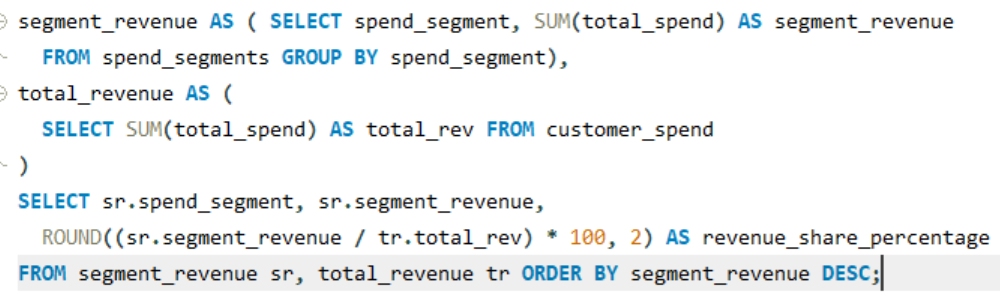 segment_revenue AS ( SELECT spend_segment, SUM(total_spend) AS segment_revenue
FROM spend_segments GROUP BY spend_segment),
total_revenue AS (
SELECT SUM(total_spend) AS total_rev FROM customer_spend
)
SELECT sr.spend_segment, sr.segment_revenue,
ROUND((sr.segment_revenue / tr.total_rev) * 100, 2) AS revenue_share_percentage
FROM segment_revenue sr, total_revenue tr ORDER BY segment_revenue DESC;